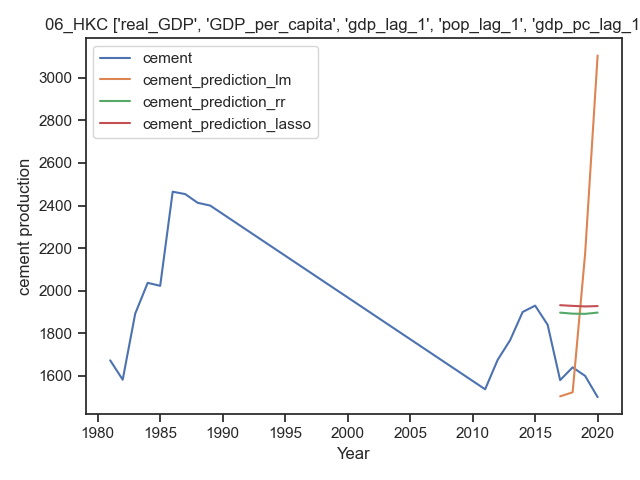 06_HKC ['real_GDP', 'GDP_per_capita', 'gdp_lag_1', 'pop_lag_1', 'gdp_pc_lag_1
cement
cement_prediction_lm
cement_prediction_rr
cement_prediction_lasso
cement production
3000
2800
2600
2400
2200
2000
1800
1600
1980
1985
1990
1995
2000
2005
2010
2015
2020
Year